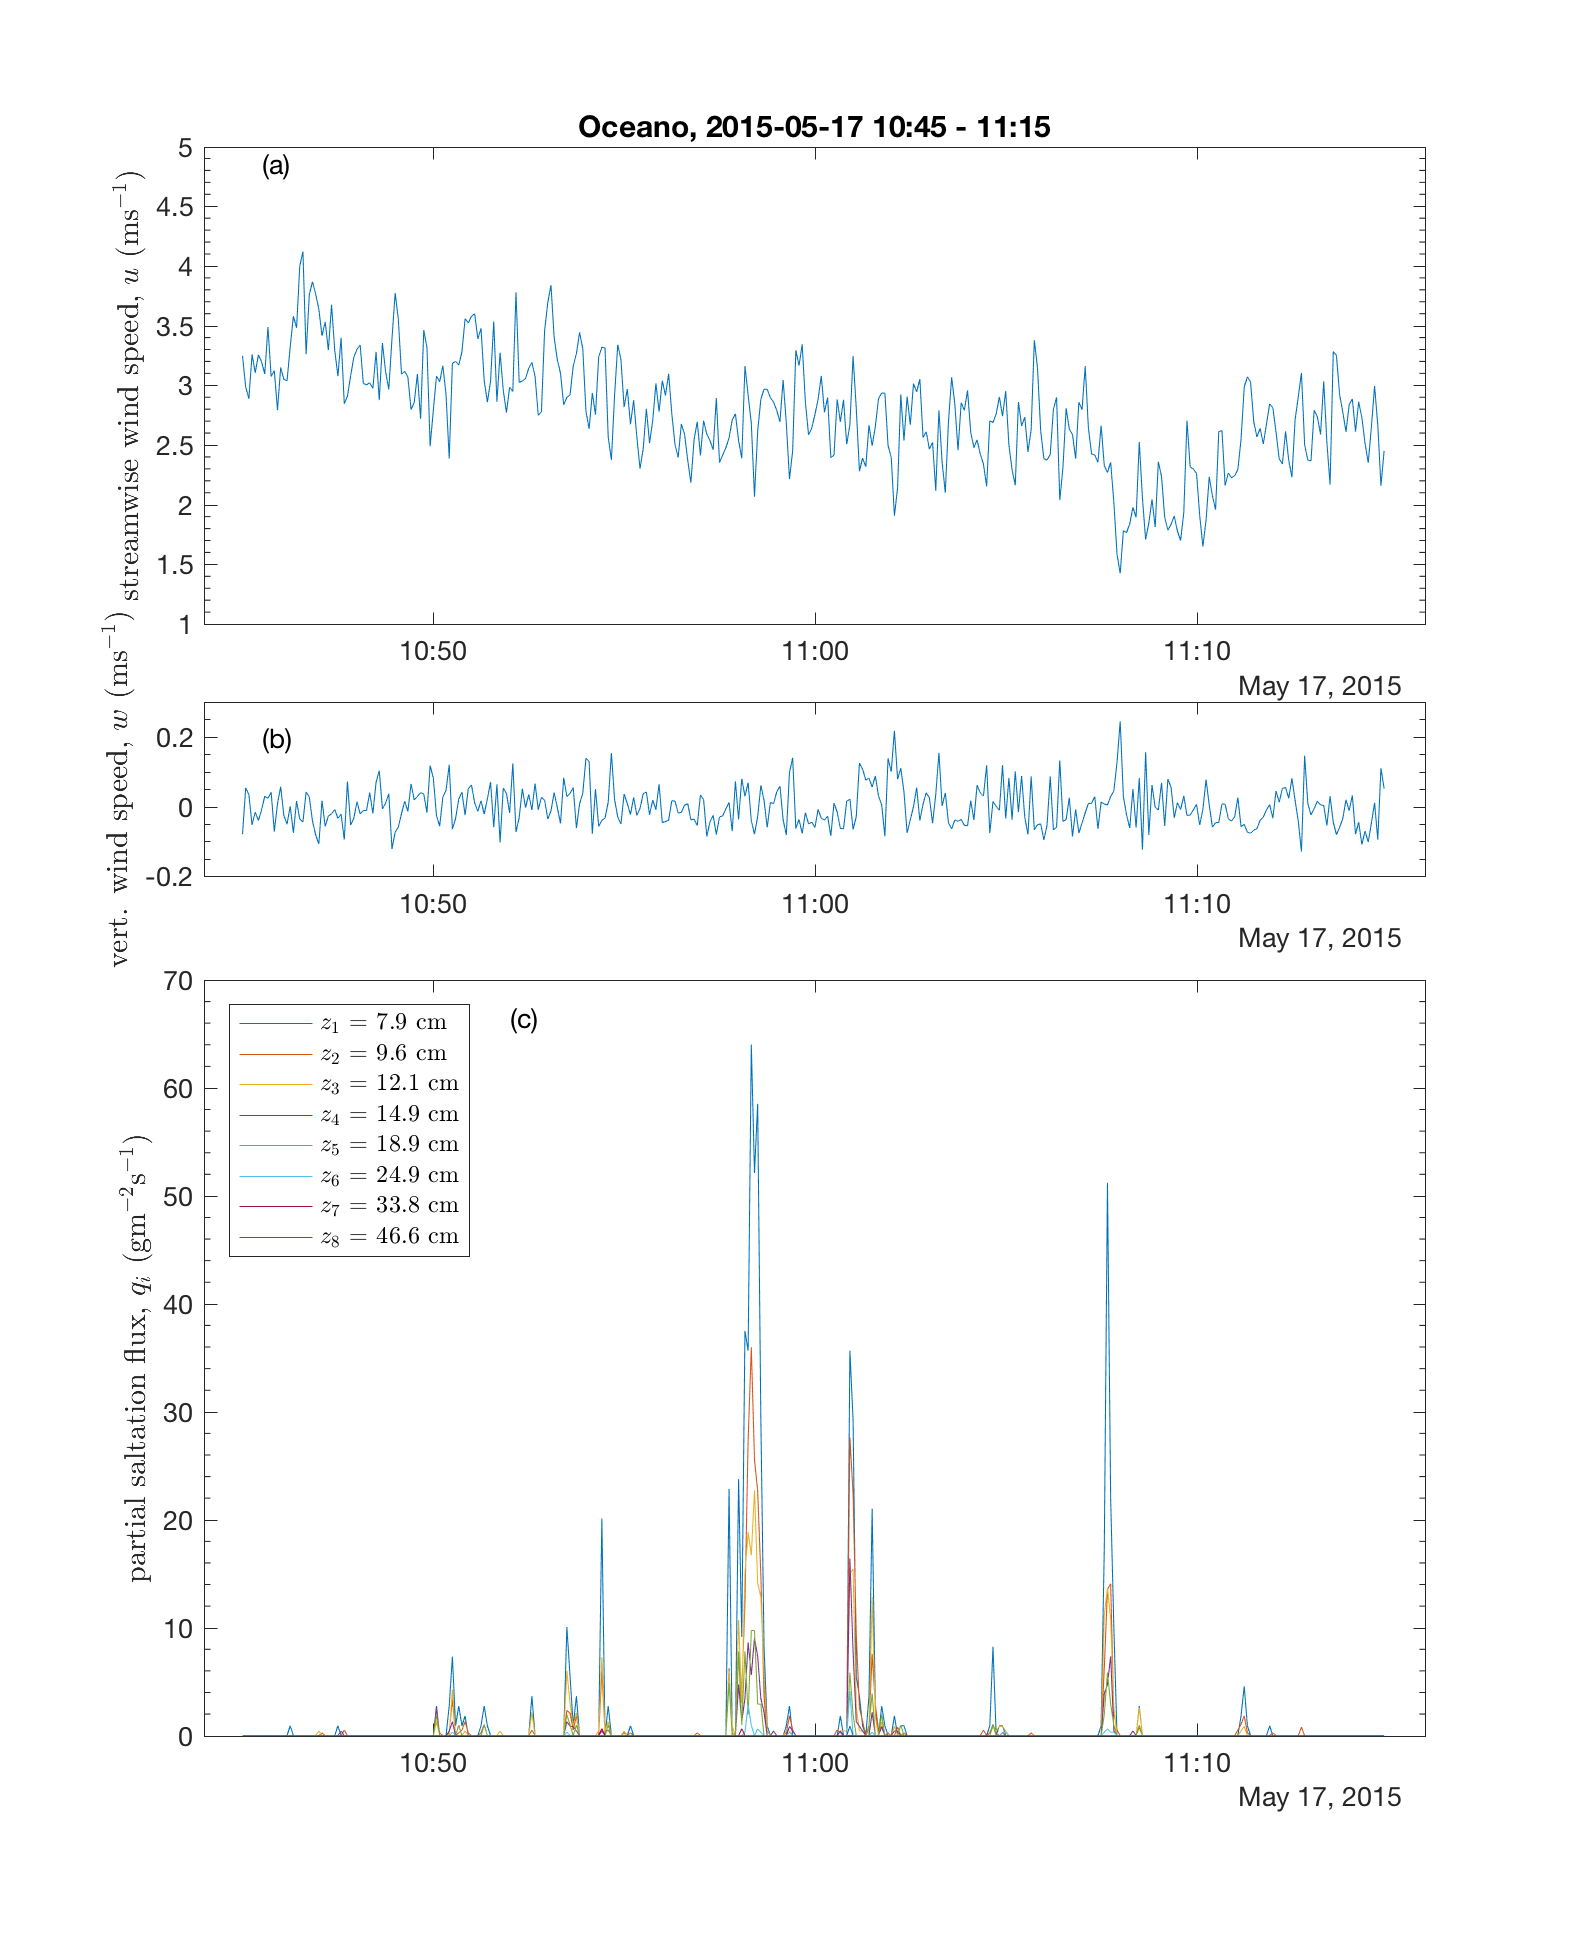 Oceano, 2015-05-17 10:45 - 11:15
(a)
streamwise wind speed, u (ms⁻¹)
5
4.5
4
3.5
3
2.5
2
1.5
1
10:50 11:00 11:10
May 17, 2015
(b)
vert. wind speed, w (ms⁻¹)
0.2
0
-0.2
10:50 11:00 11:10
May 17, 2015
(c)
partial saltation flux, qᵢ (gm⁻²s⁻¹)
70
60
50
40
30
20
10
0
z₁ = 7.9 cm
z₂ = 9.6 cm
z₃ = 12.1 cm
z₄ = 14.9 cm
z₅ = 18.9 cm
z₆ = 24.9 cm
z₇ = 33.8 cm
z₈ = 46.6 cm
10:50 11:00 11:10
May 17, 2015